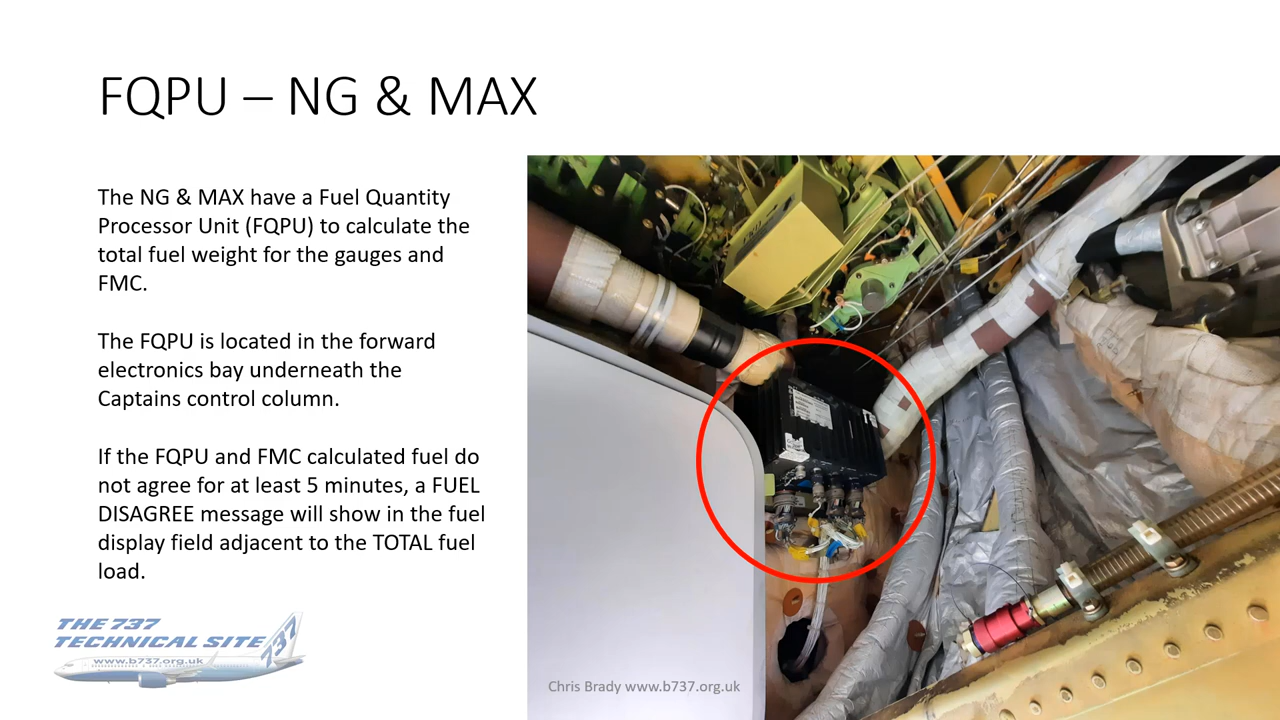 FQPU – NG & MAX
The NG & MAX have a Fuel Quantity
Processor Unit (FQPU) to calculate the
total fuel weight for the gauges and
FMC.
The FQPU is located in the forward
electronics bay underneath the
Captains control column.
If the FQPU and FMC calculated fuel do
not agree for at least 5 minutes, a FUEL
DISAGREE message will show in the fuel
display field adjacent to the TOTAL fuel
load.
THE 737
TECHNICAL SITE
737
www.b737.org.uk
Chris Brady www.b737.org.uk